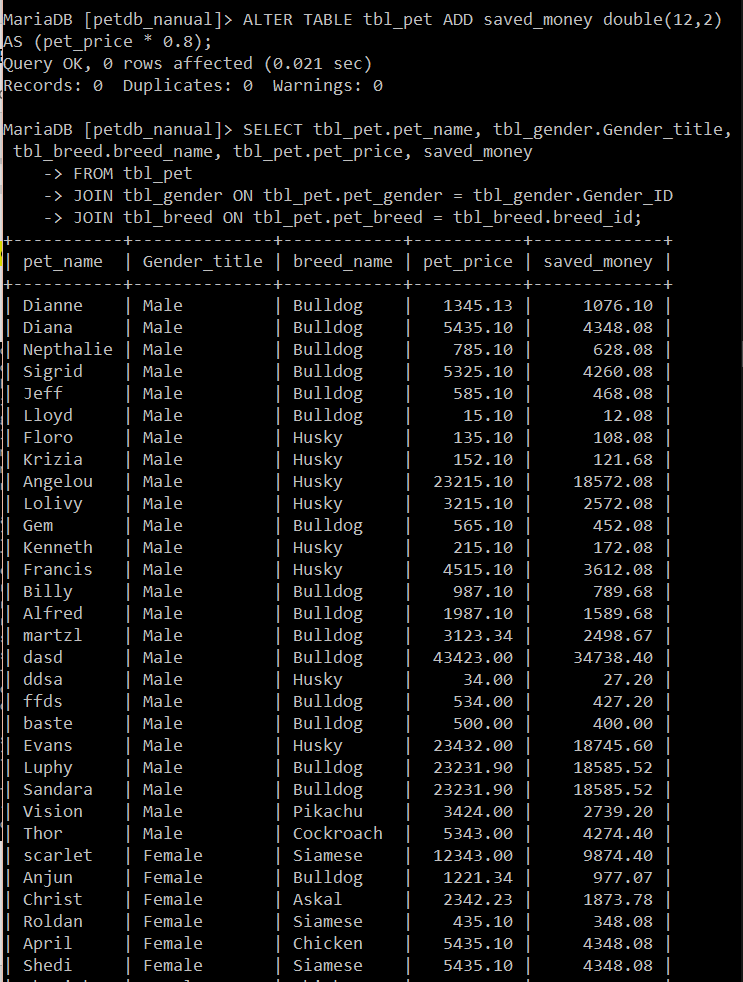 MariaDB [petdb_nanual]> ALTER TABLE tbl_pet ADD saved_money double(12,2)
AS (pet_price * 0.8);
Query OK, 0 rows affected (0.021 sec)
Records: 0  Duplicates: 0  Warnings: 0

MariaDB [petdb_nanual]> SELECT tbl_pet.pet_name, tbl_gender.Gender_title,
 tbl_breed.breed_name, tbl_pet.pet_price, saved_money
    -> FROM tbl_pet
    -> JOIN tbl_gender ON tbl_pet.pet_gender = tbl_gender.Gender_ID
    -> JOIN tbl_breed ON tbl_pet.pet_breed = tbl_breed.breed_id;
+-----------+--------------+------------+-----------+-------------+
| pet_name  | Gender_title | breed_name | pet_price | saved_money |
+-----------+--------------+------------+-----------+-------------+
| Dianne    | Male         | Bulldog    |   1345.13 |     1076.10 |
| Diana     | Male         | Bulldog    |   5435.10 |     4348.08 |
| Nepthalie | Male         | Bulldog    |    785.10 |      628.08 |
| Sigrid    | Male         | Bulldog    |   5325.10 |     4260.08 |
| Jeff      | Male         | Bulldog    |    585.10 |      468.08 |
| Lloyd     | Male         | Bulldog    |     15.10 |       12.08 |
| Floro     | Male         | Husky      |    135.10 |      108.08 |
| Krizia    | Male         | Husky      |    152.10 |      121.68 |
| Angelou   | Male         | Husky      |  23215.10 |    18572.08 |
| Lolivy    | Male         | Husky      |   3215.10 |     2572.08 |
| Gem       | Male         | Bulldog    |    565.10 |      452.08 |
| Kenneth   | Male         | Husky      |    215.10 |      172.08 |
| Francis   | Male         | Husky      |   4515.10 |     3612.08 |
| Billy     | Male         | Bulldog    |    987.10 |      789.68 |
| Alfred    | Male         | Bulldog    |   1987.10 |     1589.68 |
| martzl    | Male         | Bulldog    |   3123.34 |     2498.67 |
| dasd      | Male         | Bulldog    |  43423.00 |    34738.40 |
| ddsa      | Male         | Husky      |     34.00 |       27.20 |
| ffds      | Male         | Bulldog    |    534.00 |      427.20 |
| baste     | Male         | Bulldog    |    500.00 |      400.00 |
| Evans     | Male         | Husky      |  23432.00 |    18745.60 |
| Luphy     | Male         | Bulldog    |  23231.90 |    18585.52 |
| Sandara   | Male         | Bulldog    |  23231.90 |    18585.52 |
| Vision    | Male         | Pikachu    |   3424.00 |     2739.20 |
| Thor      | Male         | Cockroach  |   5343.00 |     4274.40 |
| scarlet   | Female       | Siamese    |  12343.00 |     9874.40 |
| Anjun     | Female       | Bulldog    |   1221.34 |      977.07 |
| Christ    | Female       | Askal      |   2342.23 |     1873.78 |
| Roldan    | Female       | Siamese    |    435.10 |      348.08 |
| April     | Female       | Chicken    |   5435.10 |     4348.08 |
| Shedi     | Female       | Siamese    |   5435.10 |     4348.08 |